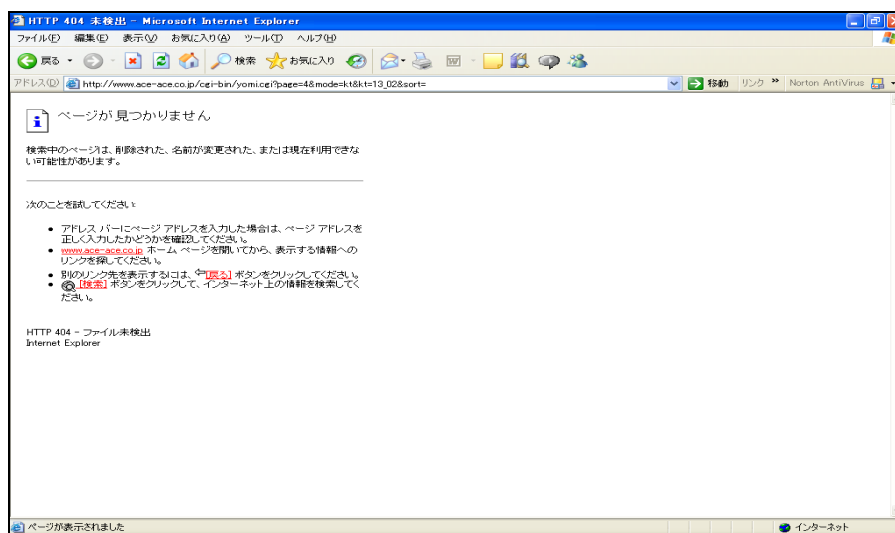 HTTP 404 未検出 - Microsoft Internet Explorer
ファイル(F) 編集(E) 表示(V) お気に入り(A) ツール(T) ヘルプ(H)
戻る 検索 お気に入り W
アドレス(D) http://www.ace-ace.co.jp/cgi-bin/yomi.cgi?page=4&mode=kt&kt=13_02&sort= 移動 リンク » Norton AntiVirus
ページが見つかりません
検索中のページは、削除された、名前が変更された、または現在利用できな
い可能性があります。
次のことを試してください:
• アドレス バーにページ アドレスを入力した場合は、ページ アドレスを
正しく入力したかどうかを確認してください。
• www.ace-ace.co.jp ホーム ページを開いてから、表示する情報への
リンクを探してください。
• 別のリンク先を表示するには、[戻る] ボタンをクリックしてください。
• [検索] ボタンをクリックして、インターネット上の情報を検索してく
ださい。
HTTP 404 - ファイル未検出
Internet Explorer
ページが表示されました インターネット